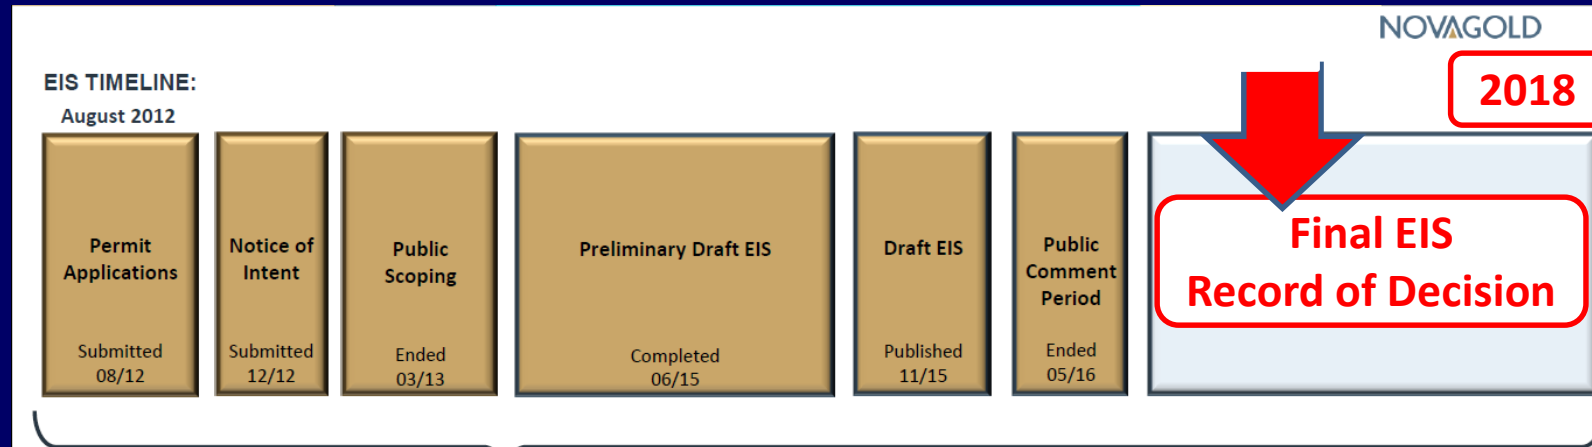 NOVAGOLD
EIS TIMELINE:
August 2012
2018
Permit
Applications
Submitted
08/12
Notice of
Intent
Submitted
12/12
Public
Scoping
Ended
03/13
Preliminary Draft EIS
Completed
06/15
Draft EIS
Published
11/15
Public
Comment
Period
Ended
05/16
Final EIS
Record of Decision